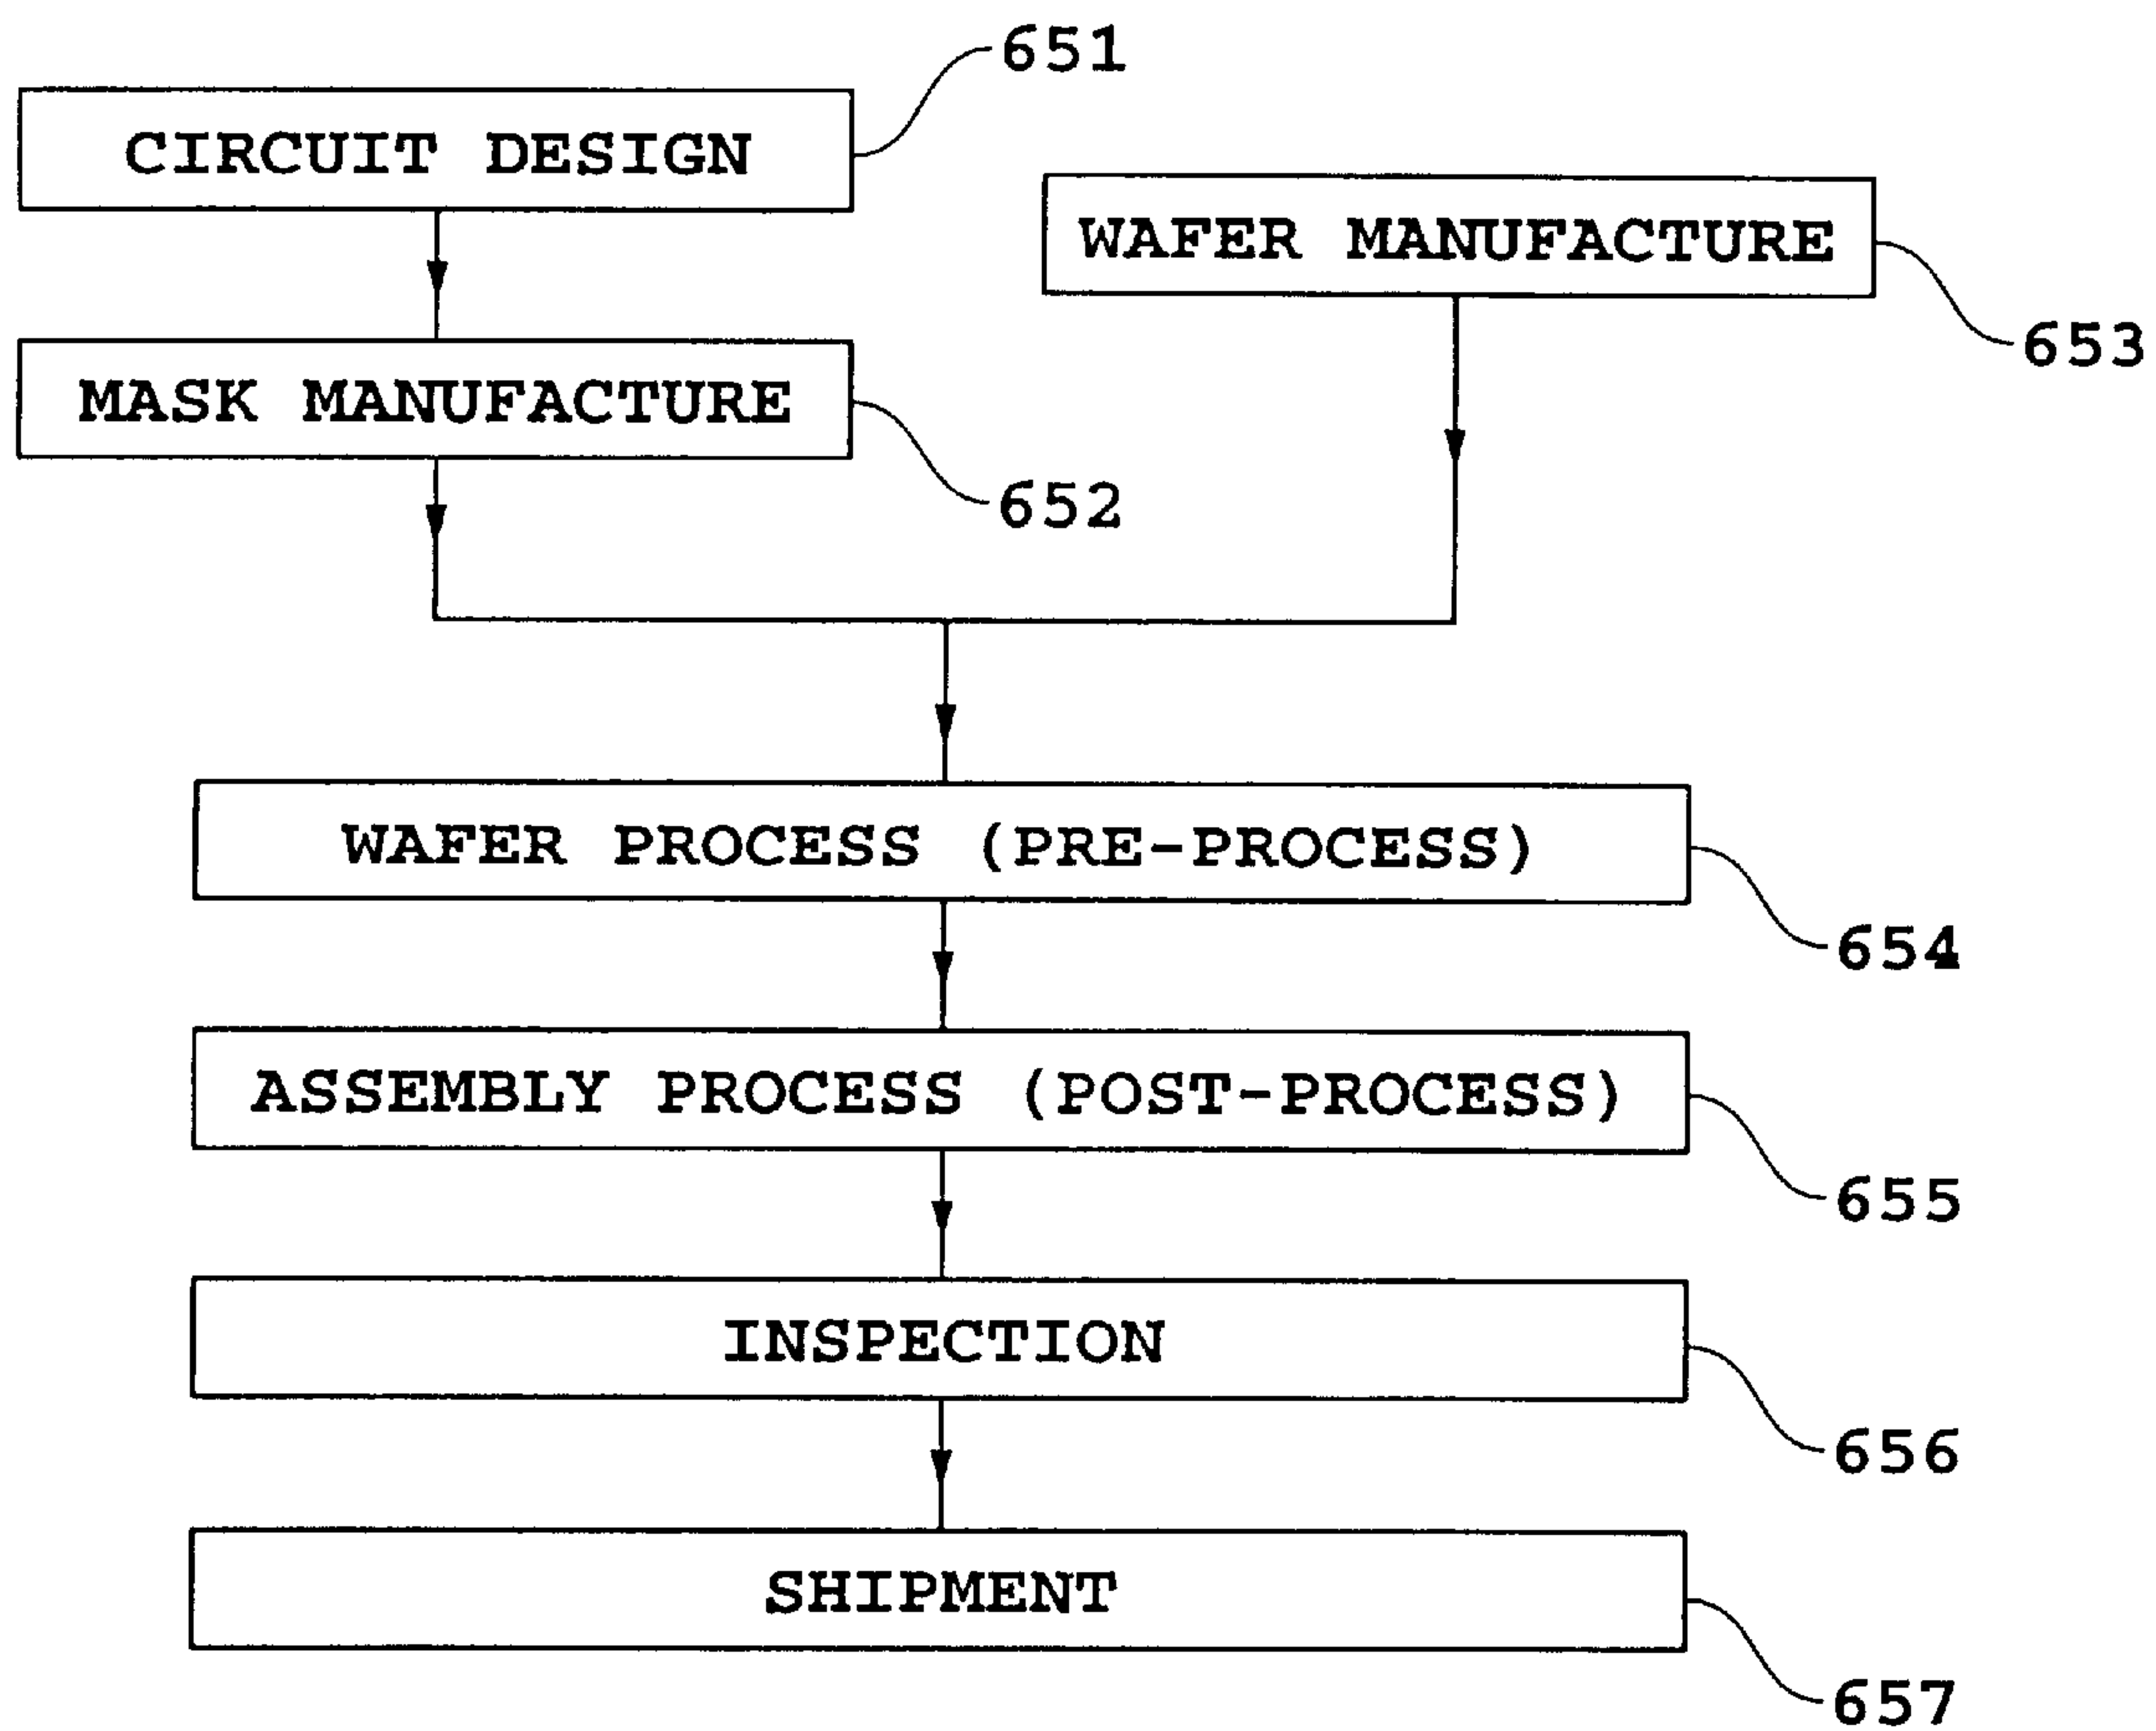 651
CIRCUIT DESIGN
WAFER MANUFACTURE
653
MASK MANUFACTURE
652
WAFER PROCESS (PRE-PROCESS)
654
ASSEMBLY PROCESS (POST-PROCESS)
655
INSPECTION
656
SHIPMENT
657